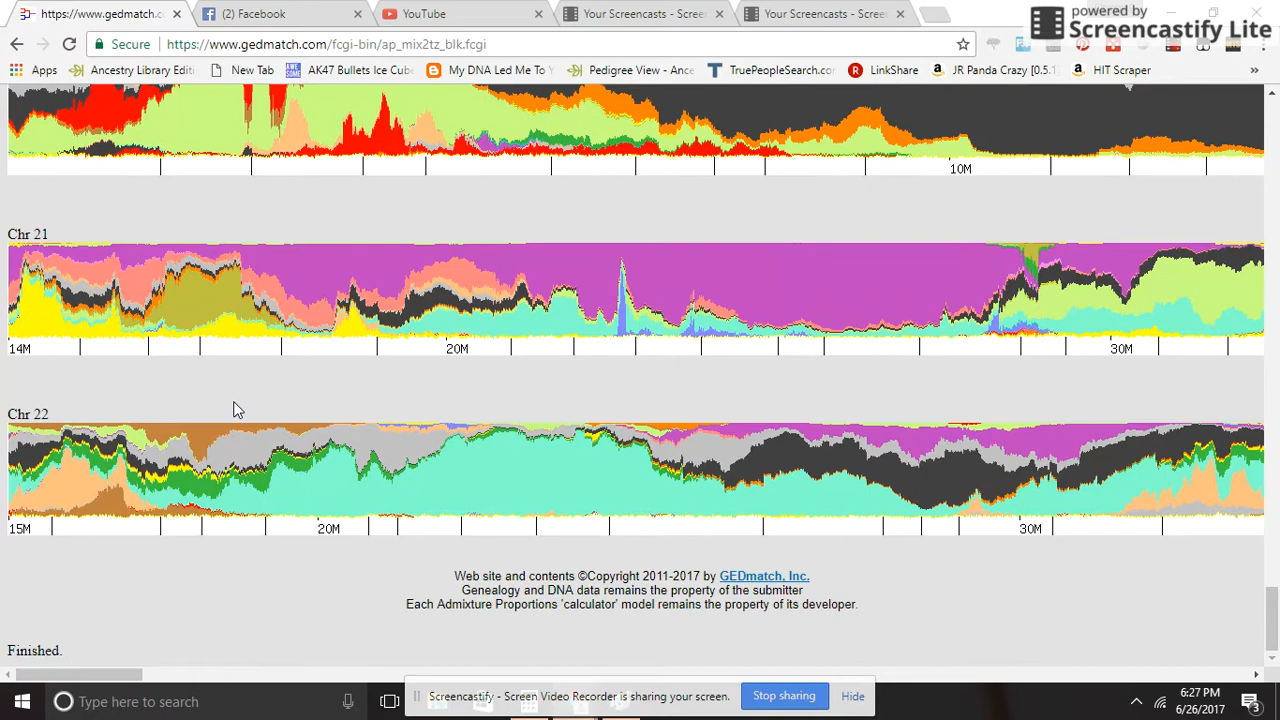 https://www.gedmatch.
(2) Facebook
YouTube
Your Screencasts - Scree
Your Screencasts - Scree
powered by
Screencastify Lite
Secure
https://www.gedmatch.com/fcgi-bin/ap_mix2tz_blk.fcgi
Apps
Ancestry Library Edit
New Tab
AK47 Bullets Ice Cube
My DNA Led Me To Y
Pedigree View - Ance
TruePeopleSearch.com
LinkShare
JR Panda Crazy [0.5.1
HIT Scraper
»
10M
Chr 21
14M
20M
30M
Chr 22
15M
20M
30M
Web site and contents ©Copyright 2011-2017 by GEDmatch, Inc.
Genealogy and DNA data remains the property of the submitter
Each Admixture Proportions 'calculator' model remains the property of its developer.
Finished.
Type here to search
Screencastify - Screen Video Recorder is sharing your screen.
Stop sharing
Hide
6:27 PM
6/26/2017
3